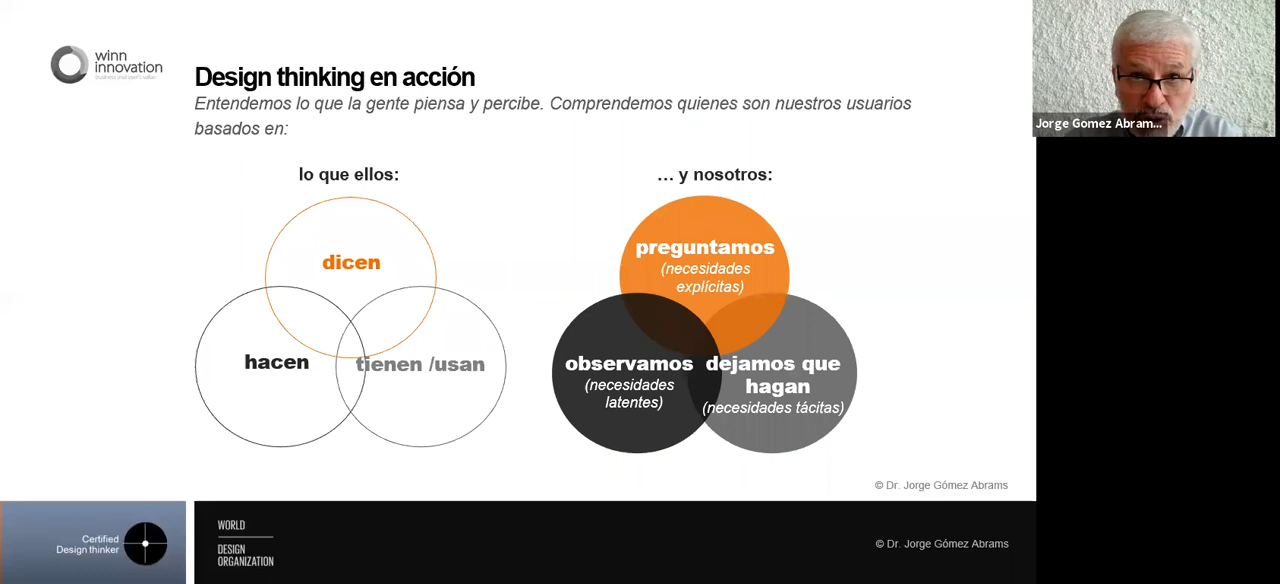 winn
innovation
Design thinking en acción
Entendemos lo que la gente piensa y percibe. Comprendemos quienes son nuestros usuarios
basados en:
lo que ellos:
dicen
hacen
tienen /usan
… y nosotros:
preguntamos
(necesidades
explícitas)
observamos
(necesidades
latentes)
dejamos que
hagan
(necesidades tácitas)
© Dr. Jorge Gómez Abrams
Certified
Design thinker
WORLD
DESIGN
ORGANIZATION
© Dr. Jorge Gómez Abrams
Jorge Gomez Abram...